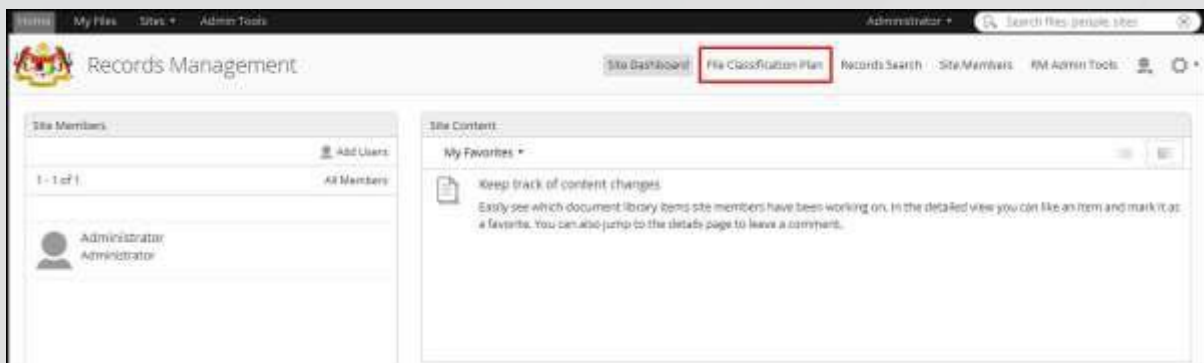 Home My Files Sites Admin Tools Administrator Search files, people, sites
Records Management Site Dashboard File Classification Plan Records Search Site Members RM Admin Tools
Site Members
Add Users
1 - 1 of 1 All Members
Administrator
Administrator
Site Content
My Favorites
Keep track of content changes
Easily see which document library items site members have been working on. In the detailed view you can like an item and mark it as
a favorite. You can also jump to the details page to leave a comment.